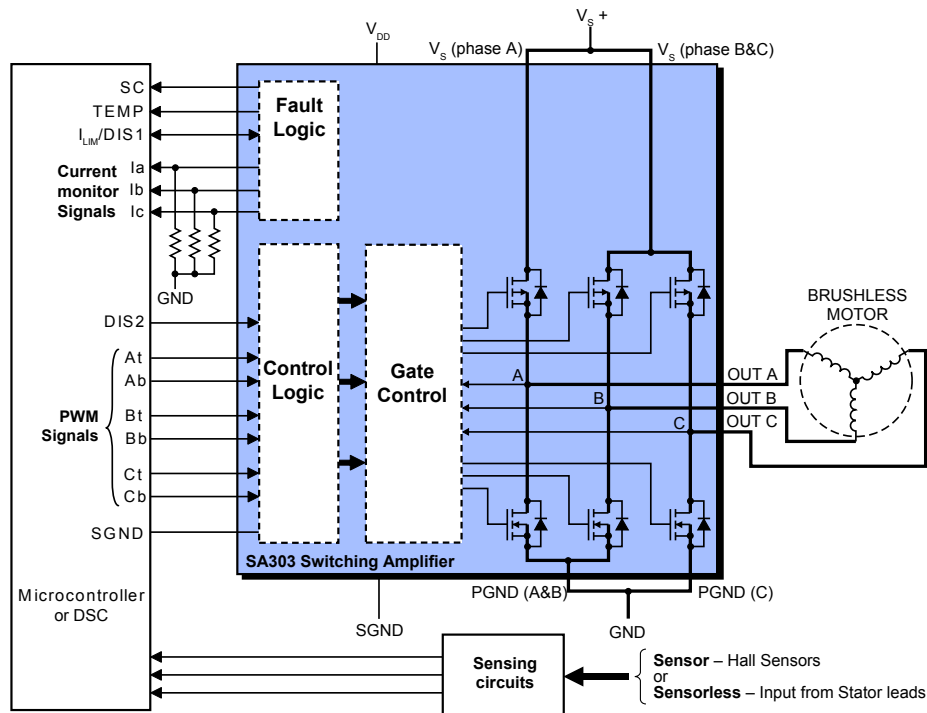 V_S +
V_DD
V_S (phase A)
V_S (phase B&C)
SC
TEMP
I_LIM/DIS1
Ia
Ib
Ic
Current
monitor
Signals
GND
Fault
Logic
DIS2
At
Ab
Bt
Bb
Ct
Cb
PWM
Signals
SGND
Control
Logic
Gate
Control
A
B
C
OUT A
OUT B
OUT C
BRUSHLESS
MOTOR
SA303 Switching Amplifier
PGND (A&B)
PGND (C)
SGND
GND
Microcontroller
or DSC
Sensing
circuits
Sensor – Hall Sensors
or
Sensorless – Input from Stator leads